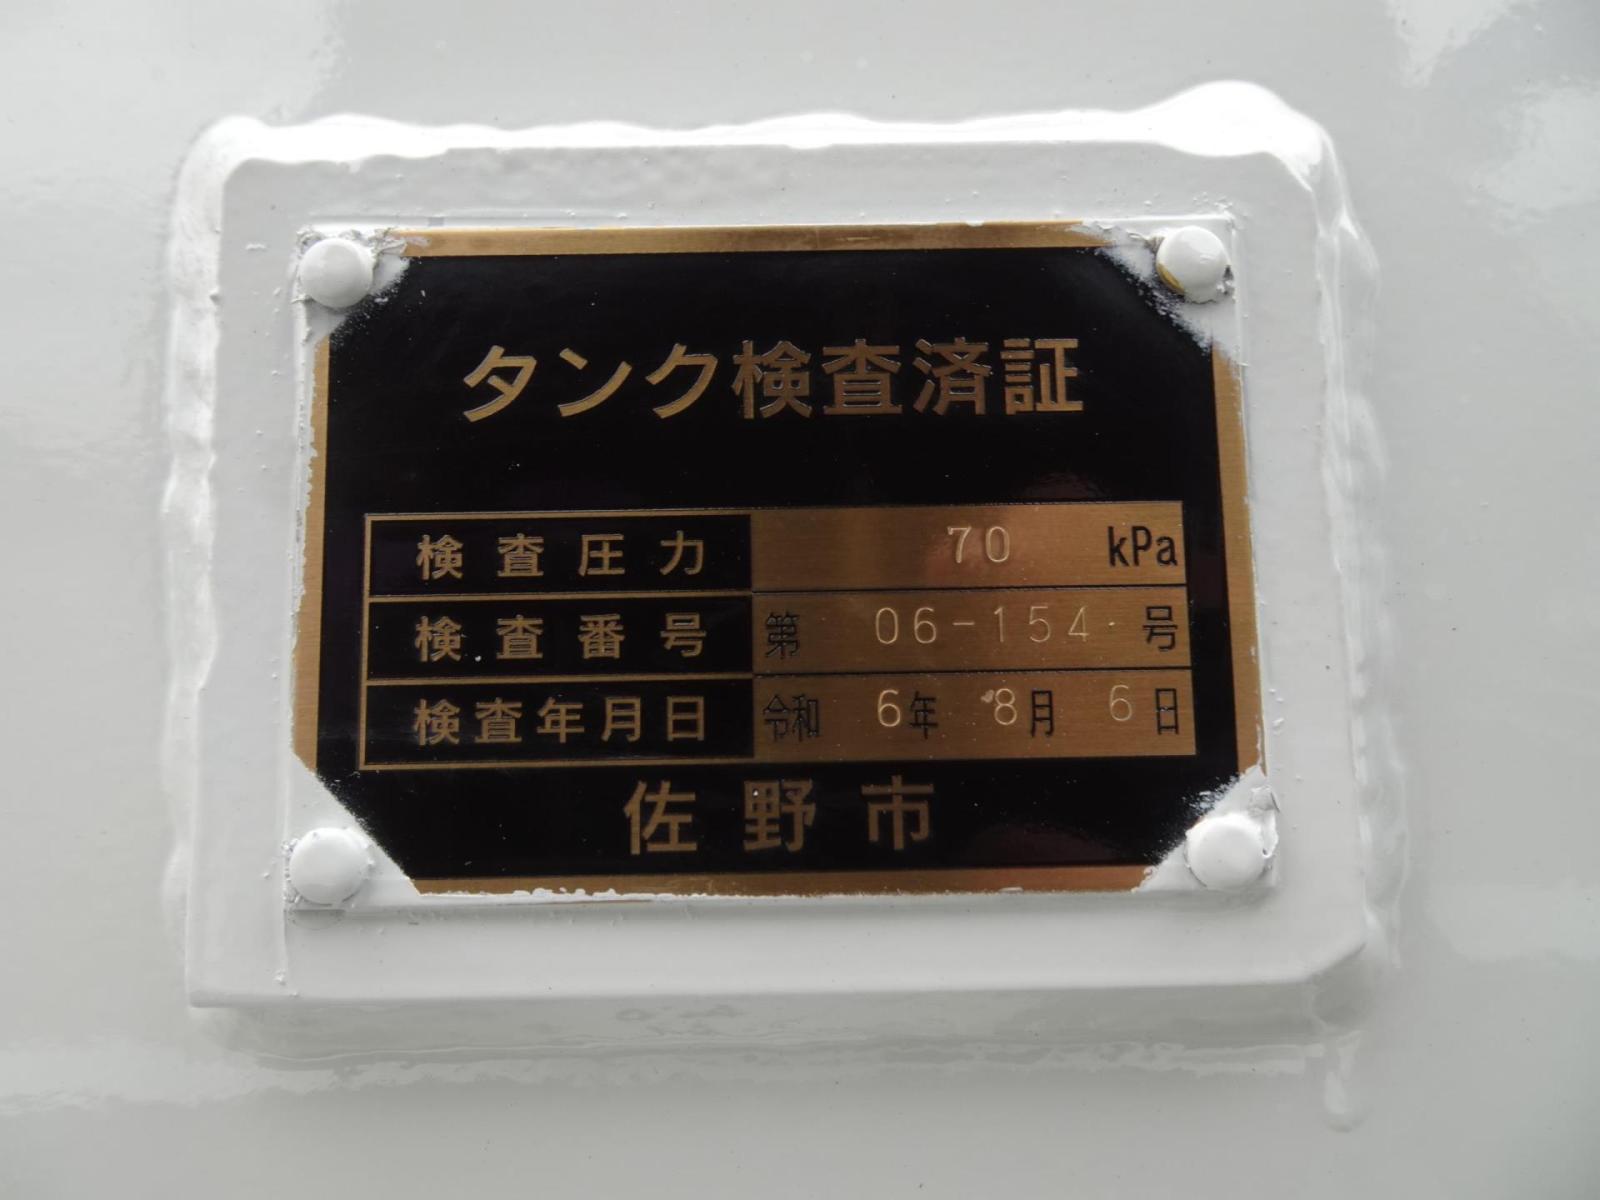 タンク検査済証
検査圧力 70 kPa
検査番号 第 06-154 号
検査年月日 令和 6年 8月 6日
佐野市